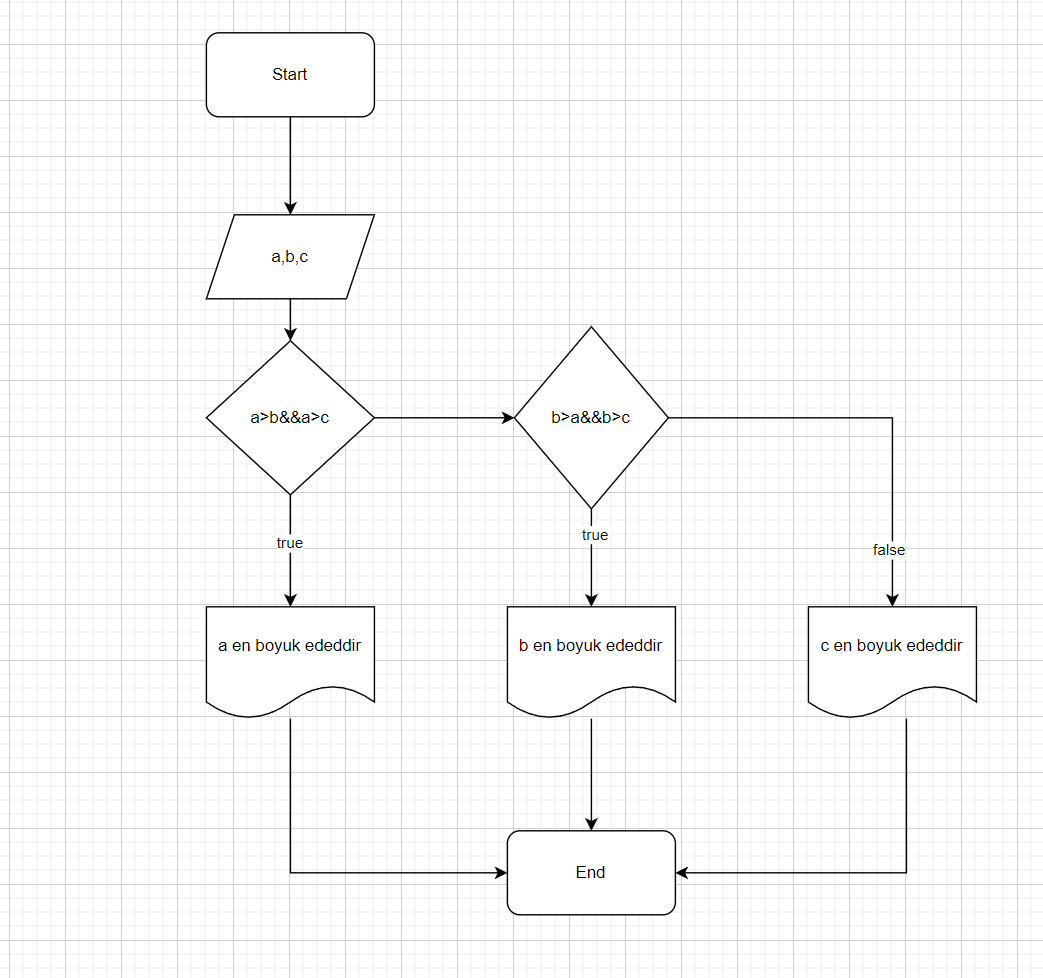 Start
a,b,c
a>b&&a>c
b>a&&b>c
true
true
false
a en boyuk ededdir
b en boyuk ededdir
c en boyuk ededdir
End